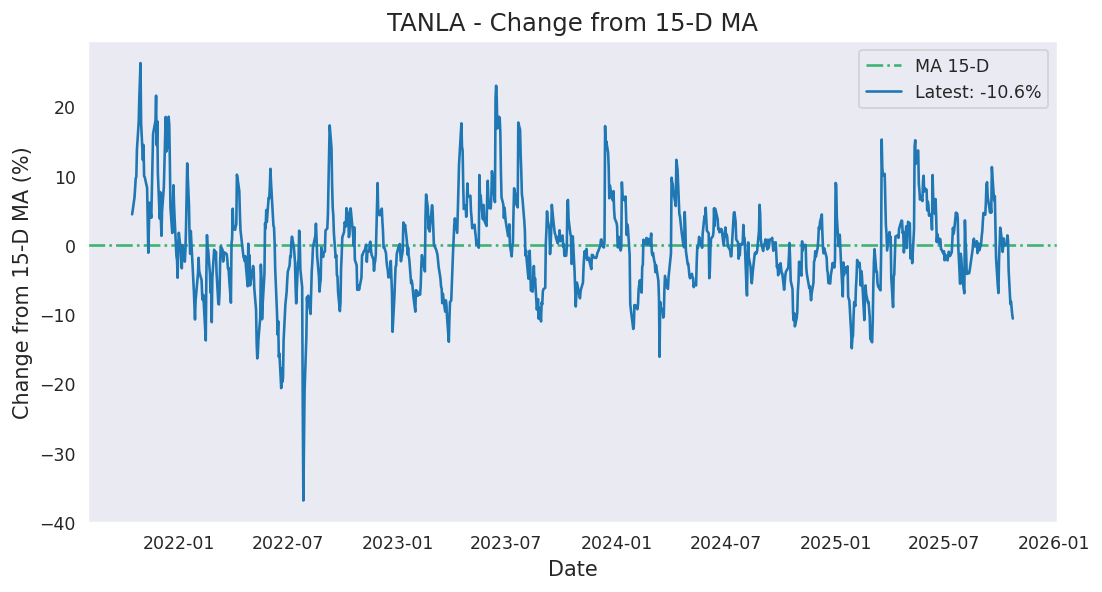 TANLA - Change from 15-D MA
MA 15-D
Latest: -10.6%
Change from 15-D MA (%)
20
10
0
−10
−20
−30
−40
2022-01 2022-07 2023-01 2023-07 2024-01 2024-07 2025-01 2025-07 2026-01
Date